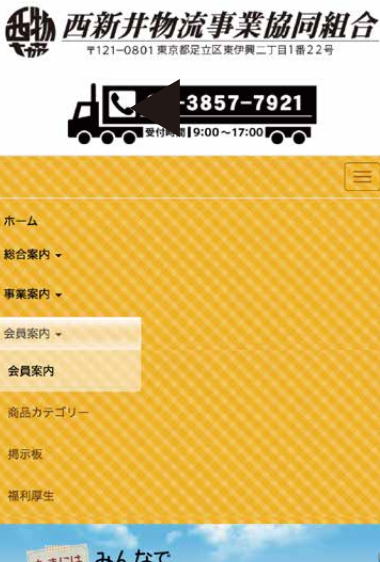 西新井物流事業協同組合
〒121-0801 東京都足立区東伊興二丁目1番22号
-3857-7921
受付時間 9:00~17:00
ホーム
総合案内
事業案内
会員案内
会員案内
商品カテゴリー
掲示板
福利厚生
みんなで